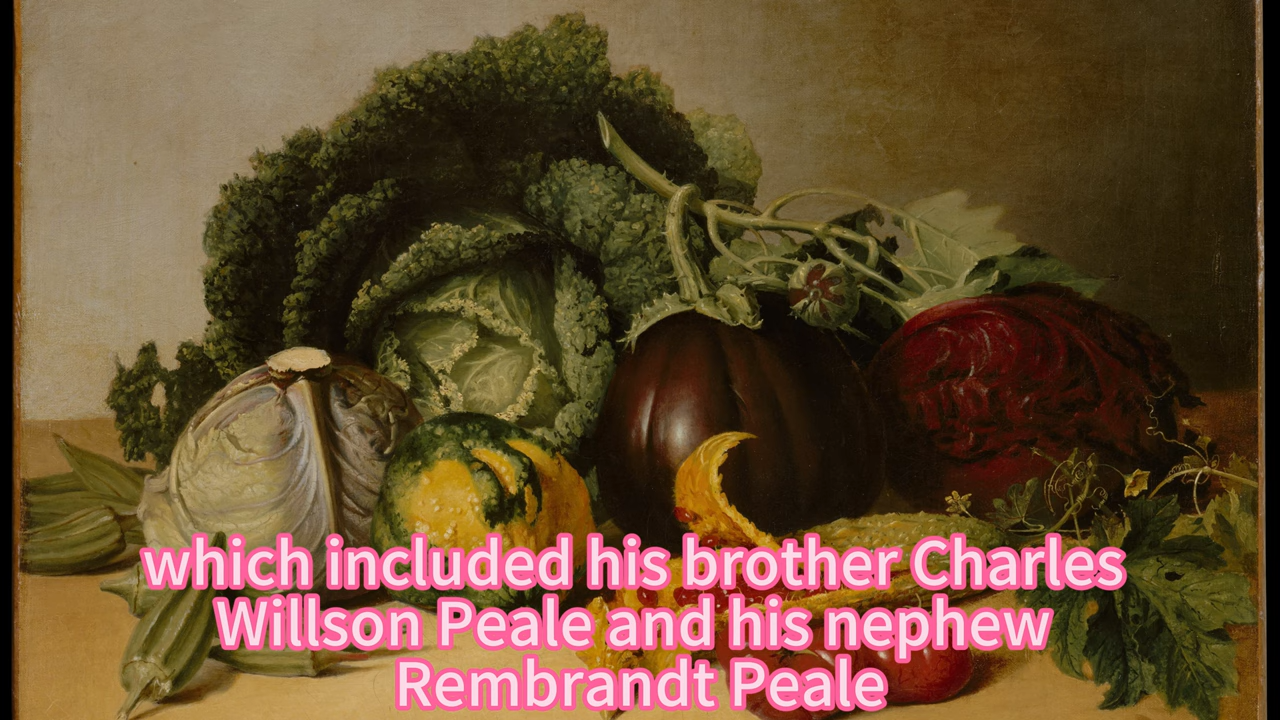 which included his brother Charles
Willson Peale and his nephew
Rembrandt Peale